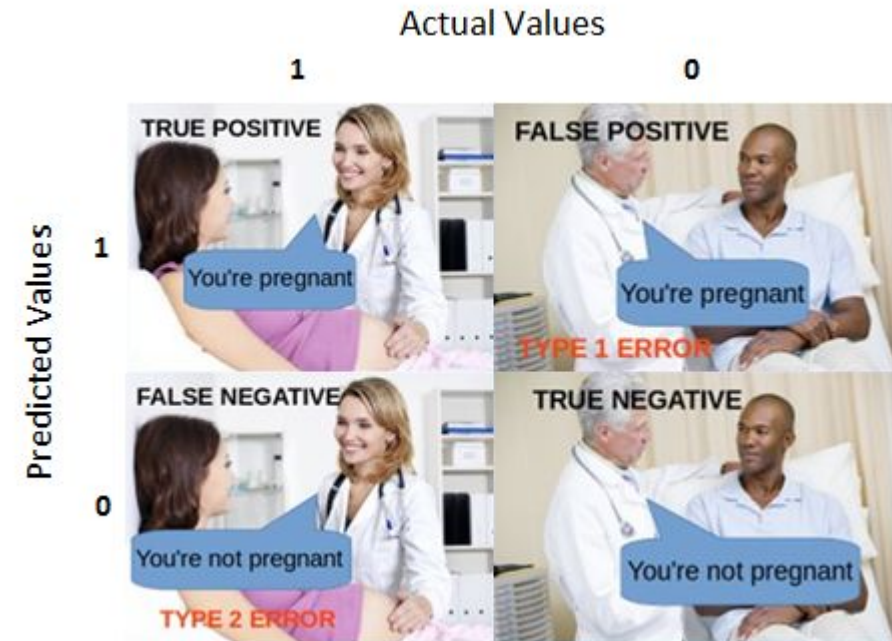 Actual Values
1
0
Predicted Values
1
TRUE POSITIVE
You're pregnant
FALSE POSITIVE
You're pregnant
TYPE 1 ERROR
0
FALSE NEGATIVE
You're not pregnant
TYPE 2 ERROR
TRUE NEGATIVE
You're not pregnant